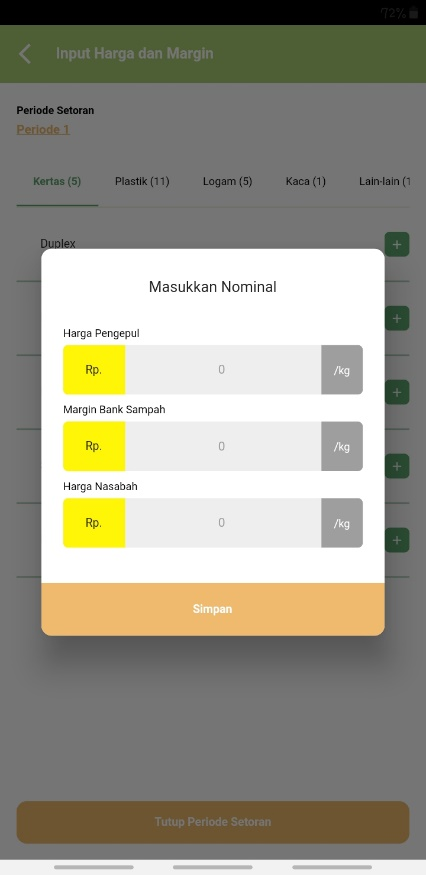 72%
Input Harga dan Margin
Periode Setoran
Periode 1
Kertas (5) Plastik (11) Logam (5) Kaca (1) Lain-lain (1
Duplex
+
Masukkan Nominal
+
Harga Pengepul
Rp. 0 /kg
+
Margin Bank Sampah
Rp. 0 /kg
+
Harga Nasabah
Rp. 0 /kg
+
Simpan
Tutup Periode Setoran